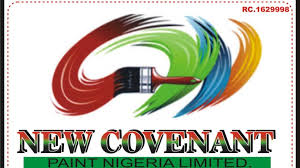 RC.1629998
NEW COVENANT
PAINT NIGERIA LIMITED.